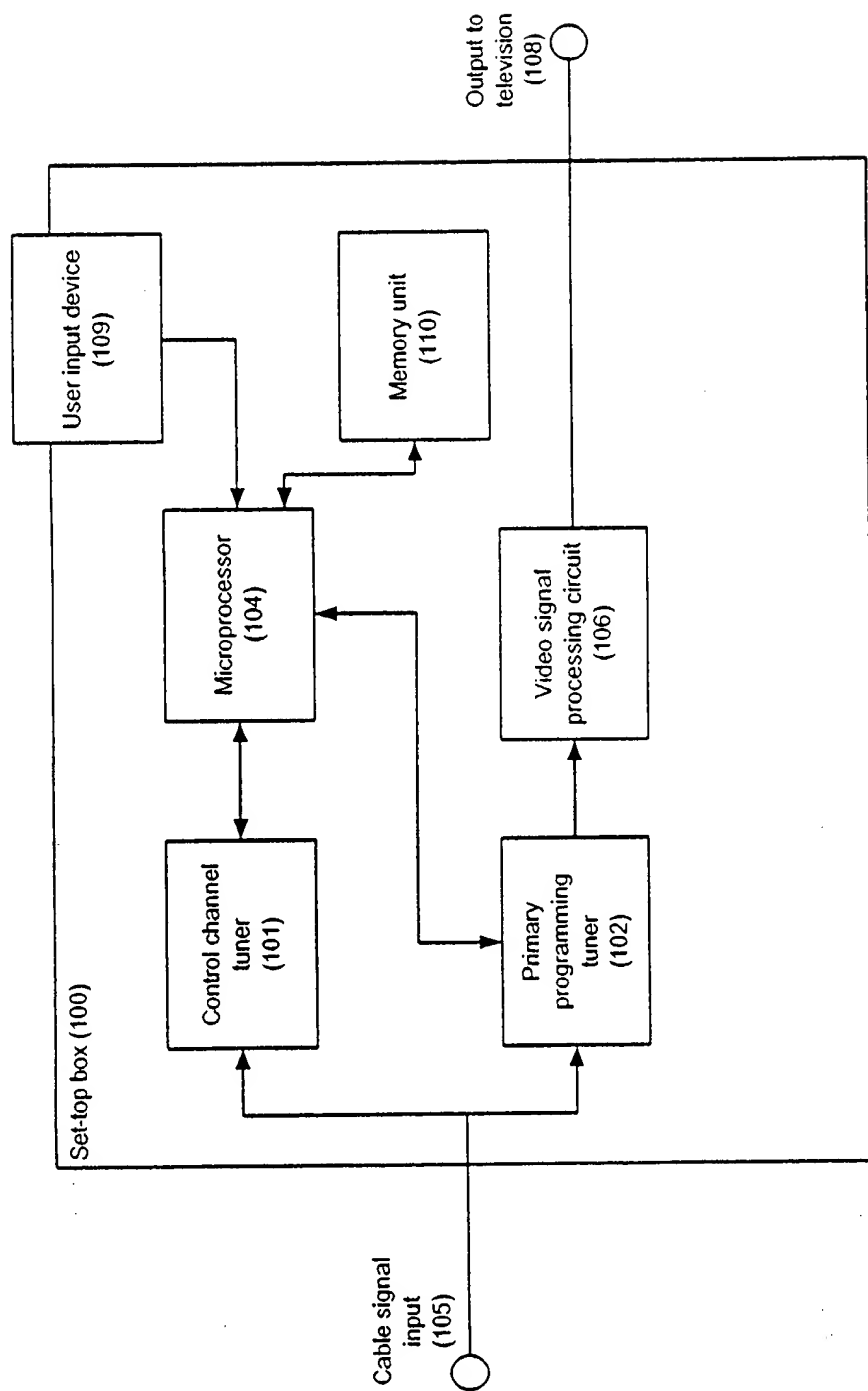 Set-top box (100)
User input device
(109)
Control channel
tuner
(101)
Microprocessor
(104)
Memory unit
(110)
Cable signal
input
(105)
Primary
programming
tuner
(102)
Video signal
processing circuit
(106)
Output to
television
(108)